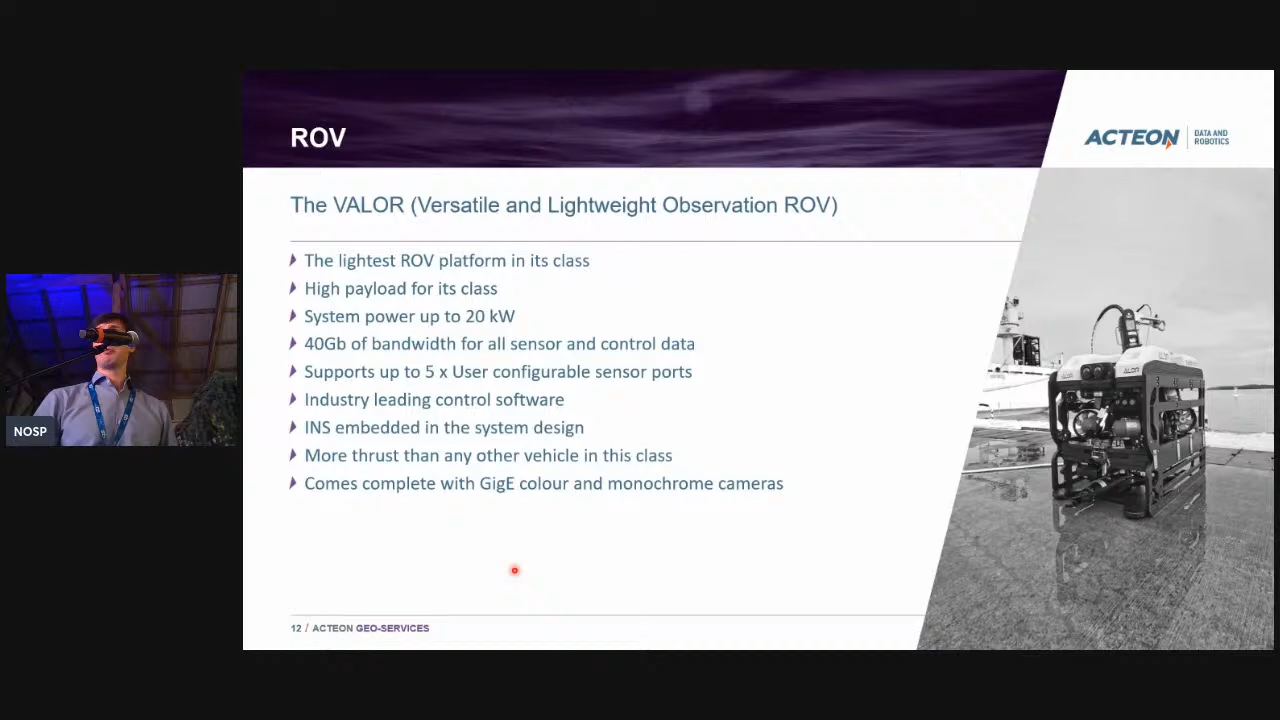 ROV
ACTEON
DATA AND
ROBOTICS
The VALOR (Versatile and Lightweight Observation ROV)
The lightest ROV platform in its class
High payload for its class
System power up to 20 kW
40Gb of bandwidth for all sensor and control data
Supports up to 5 x User configurable sensor ports
Industry leading control software
INS embedded in the system design
More thrust than any other vehicle in this class
Comes complete with GigE colour and monochrome cameras
NOSP
12 / ACTEON GEO-SERVICES